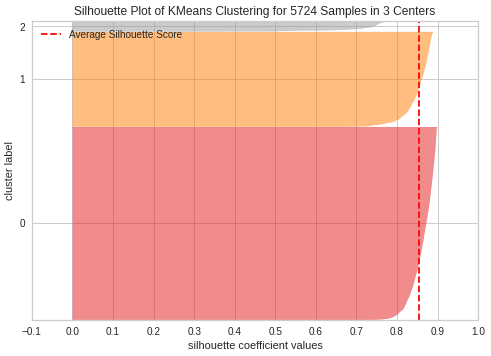 Silhouette Plot of KMeans Clustering for 5724 Samples in 3 Centers
Average Silhouette Score
2
1
0
cluster label
−0.1 0.0 0.1 0.2 0.3 0.4 0.5 0.6 0.7 0.8 0.9 1.0
silhouette coefficient values